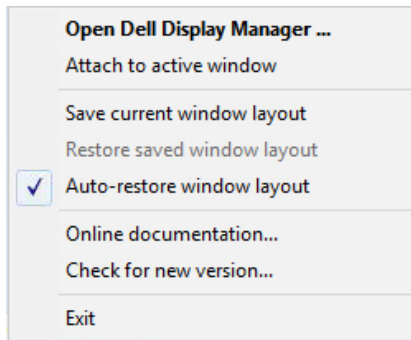 Open Dell Display Manager ...
Attach to active window
Save current window layout
Restore saved window layout
Auto-restore window layout
Online documentation...
Check for new version...
Exit